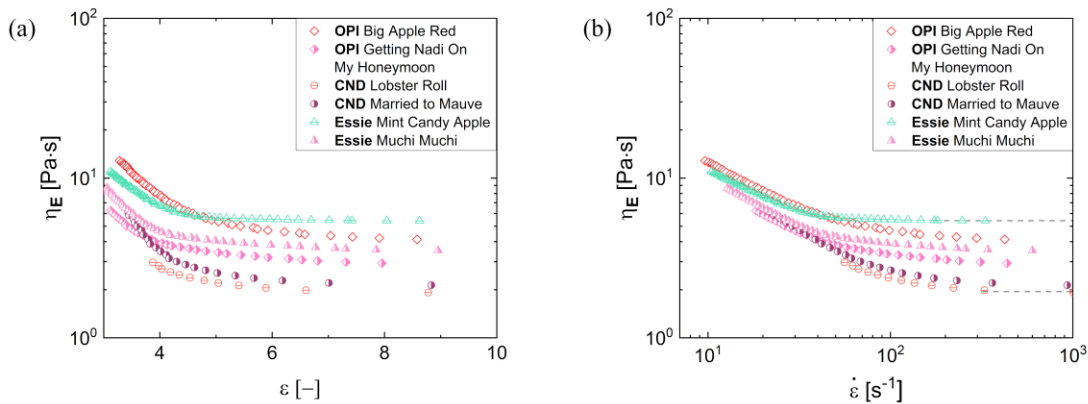 (a)
10²
10¹
10⁰
ηE [Pa·s]
4
6
8
10
ε [–]
OPI Big Apple Red
OPI Getting Nadi On
My Honeymoon
CND Lobster Roll
CND Married to Mauve
Essie Mint Candy Apple
Essie Muchi Muchi
(b)
10²
10¹
10⁰
ηE [Pa·s]
10¹
10²
10³
ε̇ [s⁻¹]
OPI Big Apple Red
OPI Getting Nadi On
My Honeymoon
CND Lobster Roll
CND Married to Mauve
Essie Mint Candy Apple
Essie Muchi Muchi